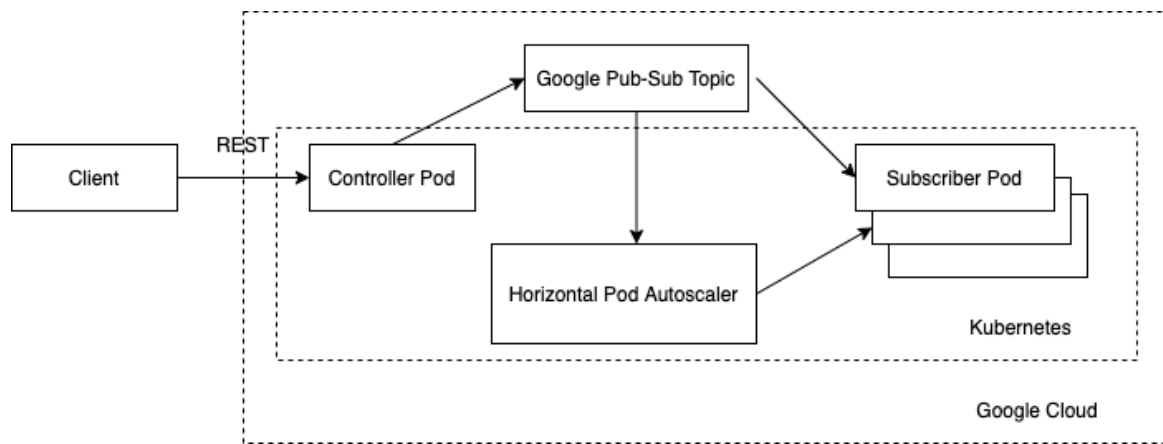 Google Pub-Sub Topic
REST
Client
Controller Pod
Subscriber Pod
Horizontal Pod Autoscaler
Kubernetes
Google Cloud